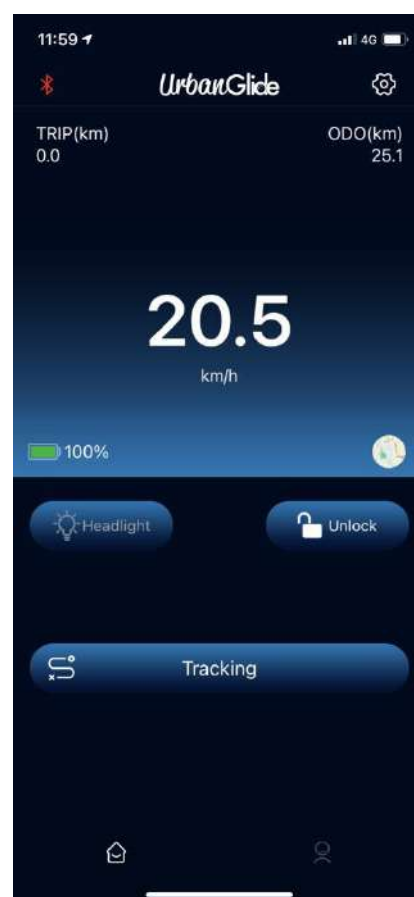 11:59
4G
UrbanGlide
TRIP(km)
0.0
ODO(km)
25.1
20.5
km/h
100%
Headlight
Unlock
Tracking